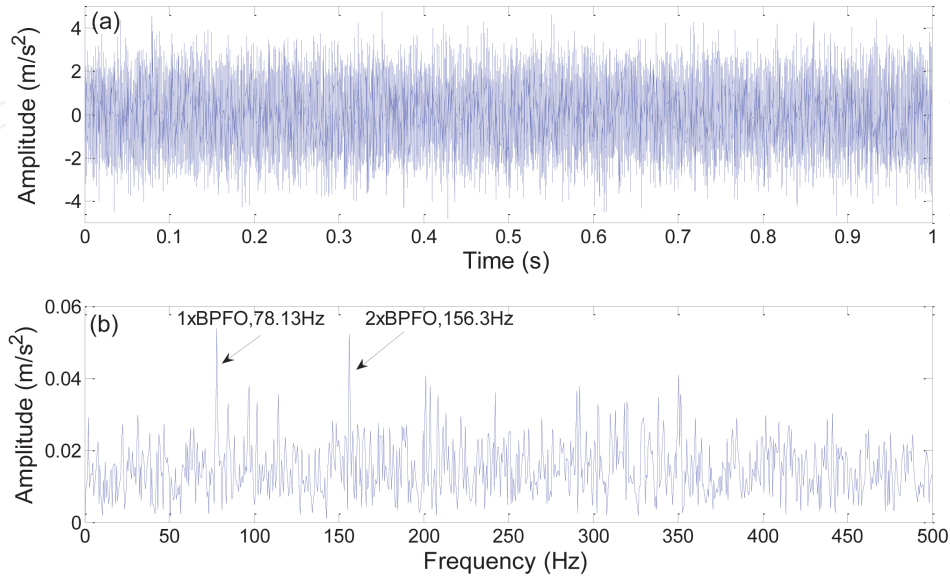 (a)
Amplitude (m/s²)
4
2
0
-2
-4
0 0.1 0.2 0.3 0.4 0.5 0.6 0.7 0.8 0.9 1
Time (s)
(b)
1xBPFO,78.13Hz 2xBPFO,156.3Hz
Amplitude (m/s²)
0.06
0.04
0.02
0
0 50 100 150 200 250 300 350 400 450 500
Frequency (Hz)